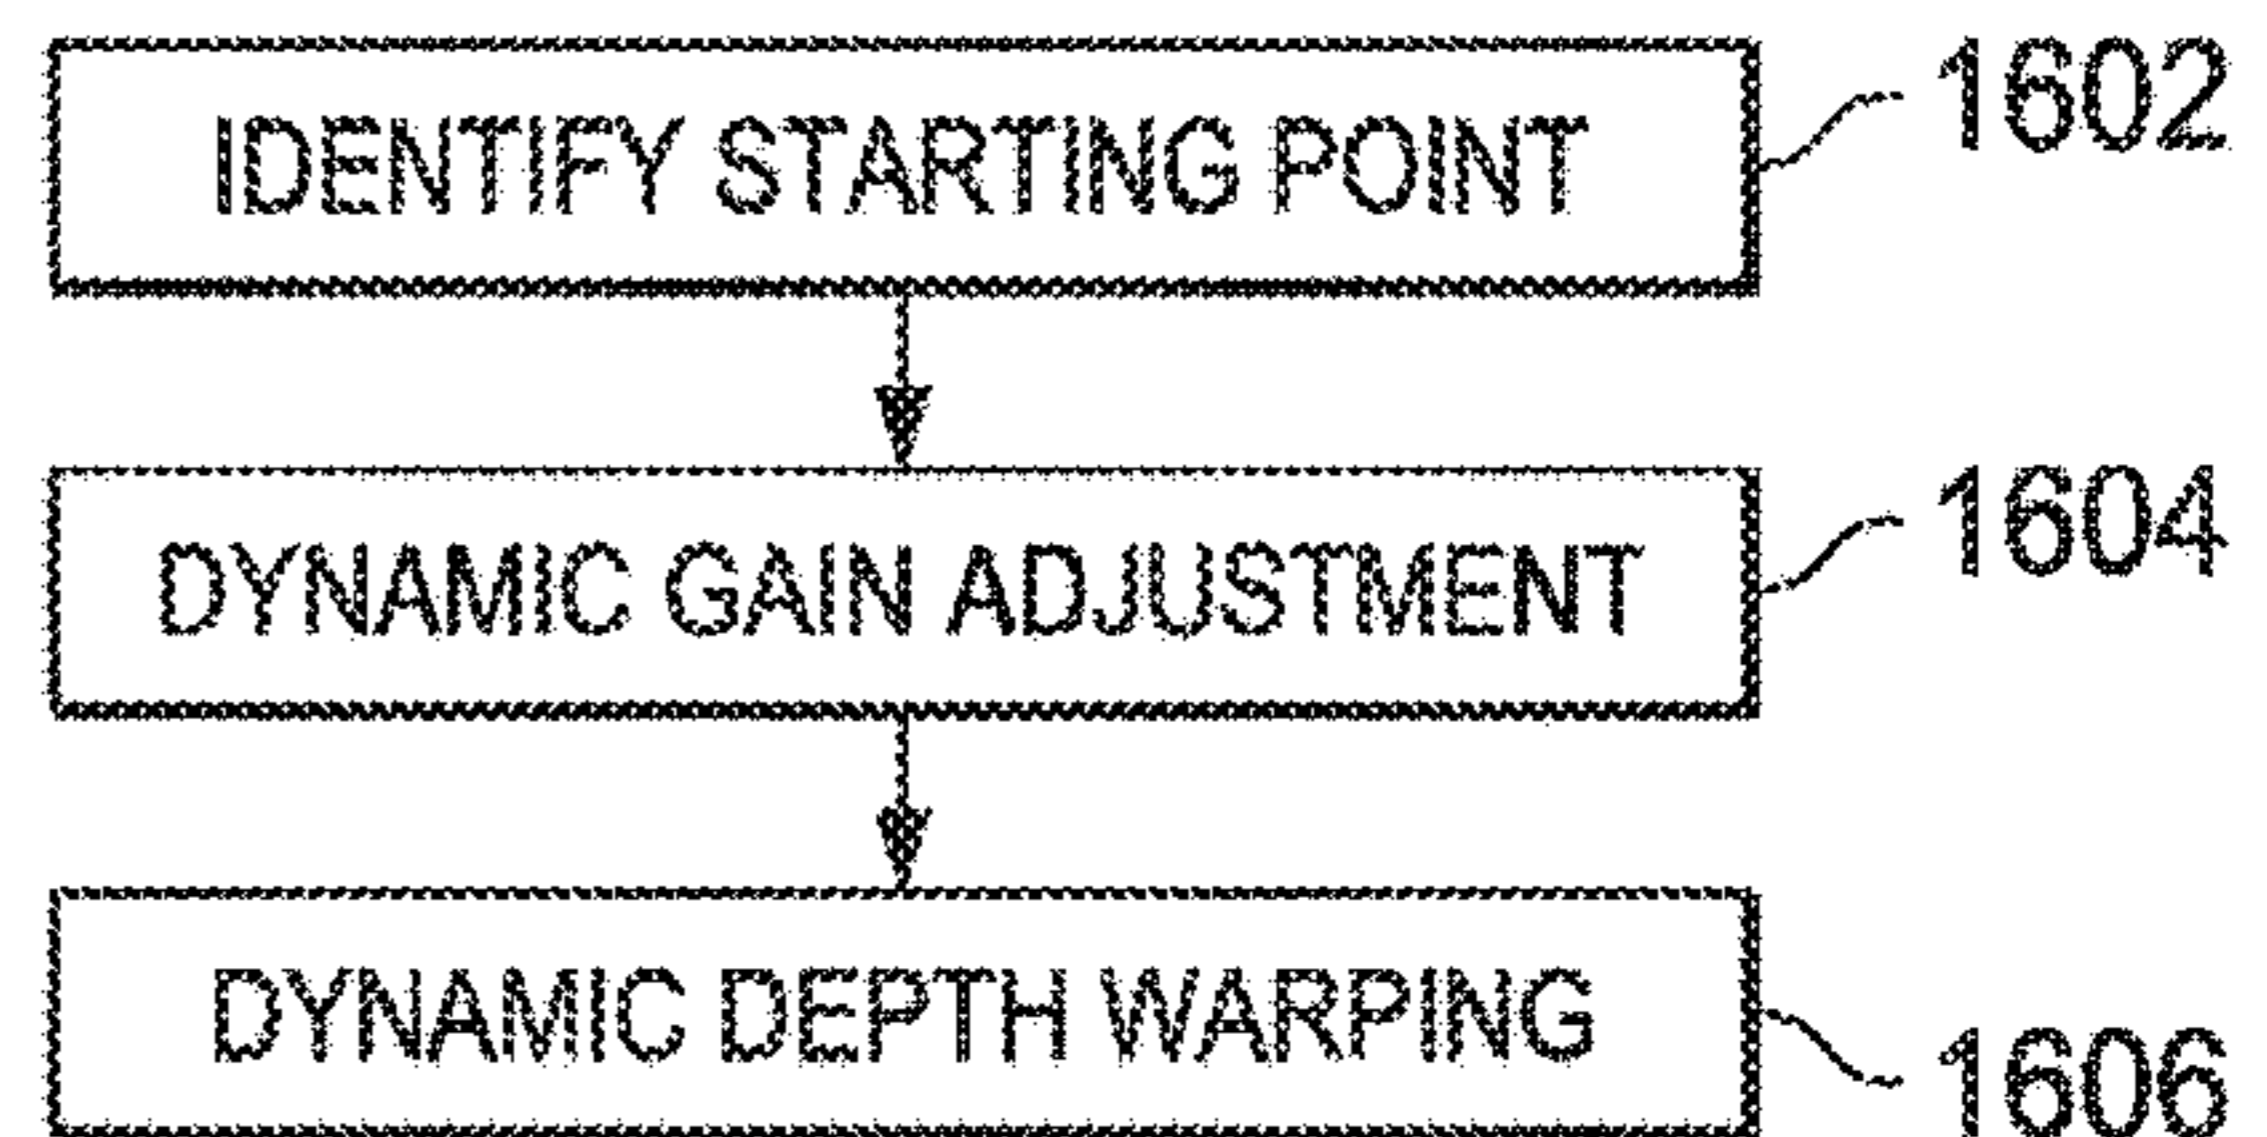 IDENTIFY STARTING POINT
1602
DYNAMIC GAIN ADJUSTMENT
1604
DYNAMIC DEPTH WARPING
1606